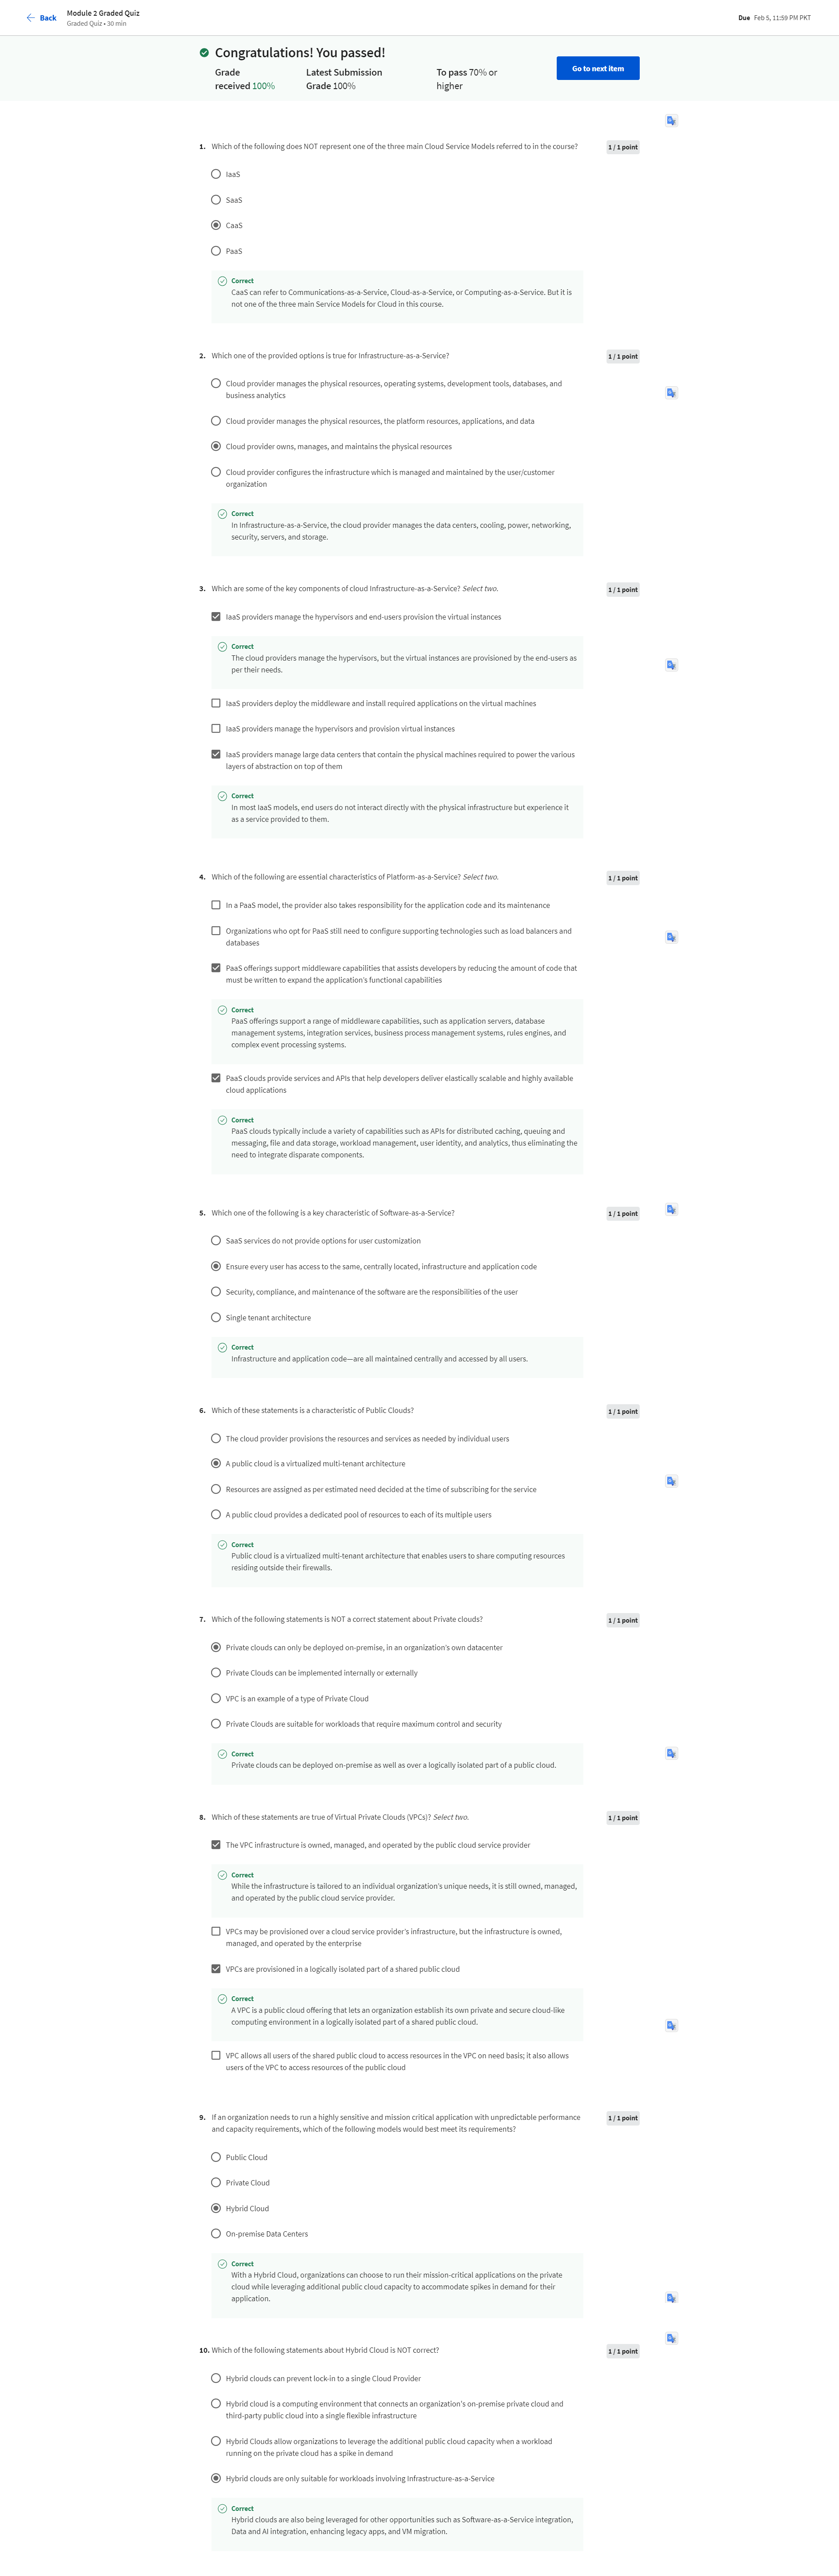 Back
Module 2 Graded Quiz
Graded Quiz • 30 min
Due Feb 5, 11:59 PM PKT
Congratulations! You passed!
Grade received 100%
Latest Submission Grade 100%
To pass 70% or higher
Go to next item
1. Which of the following does NOT represent one of the three main Cloud Service Models referred to in the course?
1 / 1 point
IaaS
SaaS
CaaS
PaaS
Correct
CaaS can refer to Communications-as-a-Service, Cloud-as-a-Service, or Computing-as-a-Service. But it is
not one of the three main Service Models for Cloud in this course.
2. Which one of the provided options is true for Infrastructure-as-a-Service?
1 / 1 point
Cloud provider manages the physical resources, operating systems, development tools, databases, and
business analytics
Cloud provider manages the physical resources, the platform resources, applications, and data
Cloud provider owns, manages, and maintains the physical resources
Cloud provider configures the infrastructure which is managed and maintained by the user/customer
organization
Correct
In Infrastructure-as-a-Service, the cloud provider manages the data centers, cooling, power, networking,
security, servers, and storage.
3. Which are some of the key components of cloud Infrastructure-as-a-Service? Select two.
1 / 1 point
IaaS providers manage the hypervisors and end-users provision the virtual instances
Correct
The cloud providers manage the hypervisors, but the virtual instances are provisioned by the end-users as
per their needs.
IaaS providers deploy the middleware and install required applications on the virtual machines
IaaS providers manage the hypervisors and provision virtual instances
IaaS providers manage large data centers that contain the physical machines required to power the various
layers of abstraction on top of them
Correct
In most IaaS models, end users do not interact directly with the physical infrastructure but experience it
as a service provided to them.
4. Which of the following are essential characteristics of Platform-as-a-Service? Select two.
1 / 1 point
In a PaaS model, the provider also takes responsibility for the application code and its maintenance
Organizations who opt for PaaS still need to configure supporting technologies such as load balancers and
databases
PaaS offerings support middleware capabilities that assists developers by reducing the amount of code that
must be written to expand the application's functional capabilities
Correct
PaaS offerings support a range of middleware capabilities, such as application servers, database
management systems, integration services, business process management systems, rules engines, and
complex event processing systems.
PaaS clouds provide services and APIs that help developers deliver elastically scalable and highly available
cloud applications
Correct
PaaS clouds typically include a variety of capabilities such as APIs for distributed caching, queuing and
messaging, file and data storage, workload management, user identity, and analytics, thus eliminating the
need to integrate disparate components.
5. Which one of the following is a key characteristic of Software-as-a-Service?
1 / 1 point
SaaS services do not provide options for user customization
Ensure every user has access to the same, centrally located, infrastructure and application code
Security, compliance, and maintenance of the software are the responsibilities of the user
Single tenant architecture
Correct
Infrastructure and application code—are all maintained centrally and accessed by all users.
6. Which of these statements is a characteristic of Public Clouds?
1 / 1 point
The cloud provider provisions the resources and services as needed by individual users
A public cloud is a virtualized multi-tenant architecture
Resources are assigned as per estimated need decided at the time of subscribing for the service
A public cloud provides a dedicated pool of resources to each of its multiple users
Correct
Public cloud is a virtualized multi-tenant architecture that enables users to share computing resources
residing outside their firewalls.
7. Which of the following statements is NOT a correct statement about Private clouds?
1 / 1 point
Private clouds can only be deployed on-premise, in an organization's own datacenter
Private Clouds can be implemented internally or externally
VPC is an example of a type of Private Cloud
Private Clouds are suitable for workloads that require maximum control and security
Correct
Private clouds can be deployed on-premise as well as over a logically isolated part of a public cloud.
8. Which of these statements are true of Virtual Private Clouds (VPCs)? Select two.
1 / 1 point
The VPC infrastructure is owned, managed, and operated by the public cloud service provider
Correct
While the infrastructure is tailored to an individual organization's unique needs, it is still owned, managed,
and operated by the public cloud service provider.
VPCs may be provisioned over a cloud service provider's infrastructure, but the infrastructure is owned,
managed, and operated by the enterprise
VPCs are provisioned in a logically isolated part of a shared public cloud
Correct
A VPC is a public cloud offering that lets an organization establish its own private and secure cloud-like
computing environment in a logically isolated part of a shared public cloud.
VPC allows all users of the shared public cloud to access resources in the VPC on need basis; it also allows
users of the VPC to access resources of the public cloud
9. If an organization needs to run a highly sensitive and mission critical application with unpredictable performance
and capacity requirements, which of the following models would best meet its requirements?
1 / 1 point
Public Cloud
Private Cloud
Hybrid Cloud
On-premise Data Centers
Correct
With a Hybrid Cloud, organizations can choose to run their mission-critical applications on the private
cloud while leveraging additional public cloud capacity to accommodate spikes in demand for their
application.
10. Which of the following statements about Hybrid Cloud is NOT correct?
1 / 1 point
Hybrid clouds can prevent lock-in to a single Cloud Provider
Hybrid cloud is a computing environment that connects an organization's on-premise private cloud and
third-party public cloud into a single flexible infrastructure
Hybrid Clouds allow organizations to leverage the additional public cloud capacity when a workload
running on the private cloud has a spike in demand
Hybrid clouds are only suitable for workloads involving Infrastructure-as-a-Service
Correct
Hybrid clouds are also being leveraged for other opportunities such as Software-as-a-Service integration,
Data and AI integration, enhancing legacy apps, and VM migration.